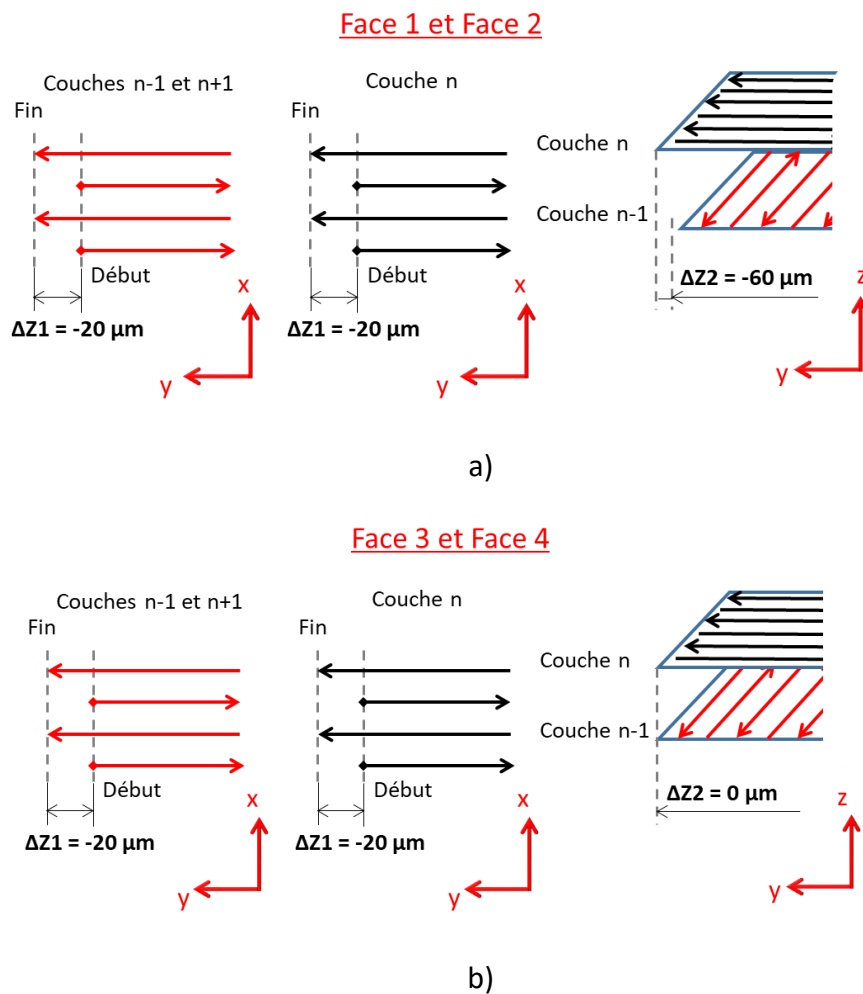 Face 1 et Face 2
Couches n-1 et n+1
Fin
Début
ΔZ1 = -20 µm
x
y
Couche n
Fin
Début
ΔZ1 = -20 µm
x
y
Couche n
Couche n-1
ΔZ2 = -60 µm
z
y
a)
Face 3 et Face 4
Couches n-1 et n+1
Fin
Début
ΔZ1 = -20 µm
x
y
Couche n
Fin
Début
ΔZ1 = -20 µm
x
y
Couche n
Couche n-1
ΔZ2 = 0 µm
z
y
b)